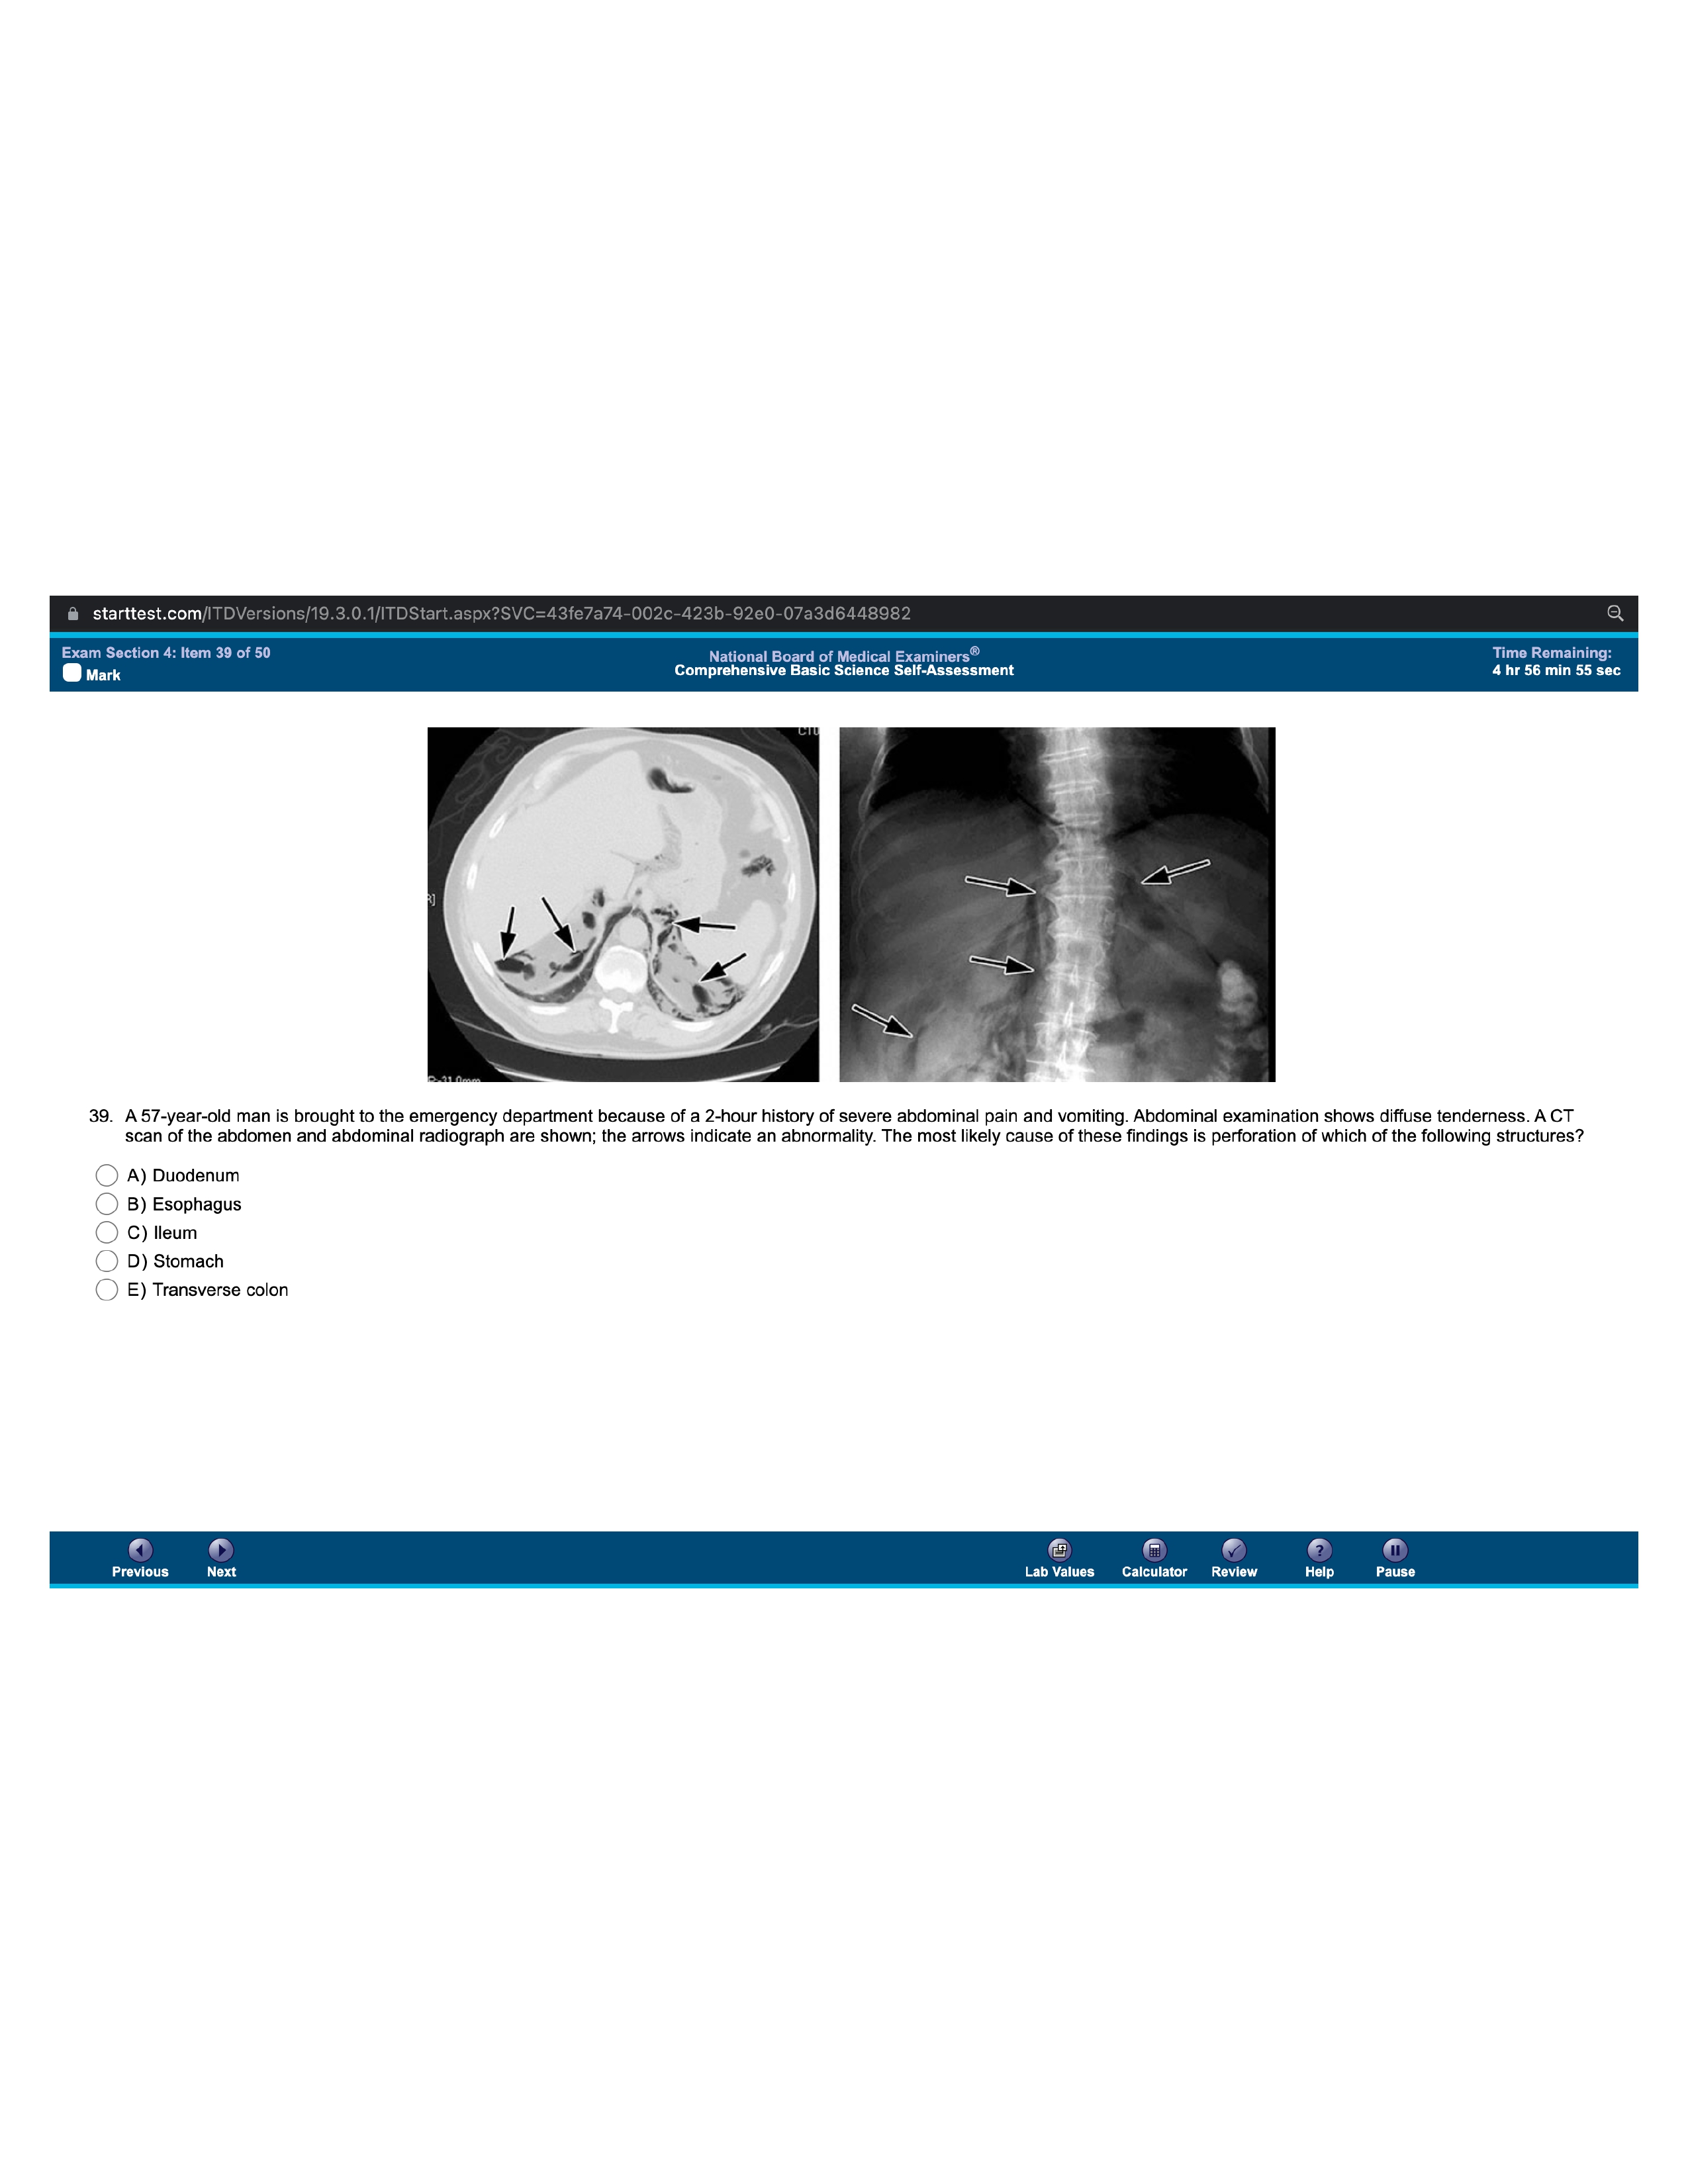 starttest.com/ITDVersions/19.3.0.1/ITDStart.aspx?SVC=43fe7a74-002c-423b-92e0-07a3d6448982
Exam Section 4: Item 39 of 50
National Board of Medical Examiners®
Time Remaining:
Mark
Comprehensive Basic Science Self-Assessment
4 hr 56 min 55 sec
39. A 57-year-old man is brought to the emergency department because of a 2-hour history of severe abdominal pain and vomiting. Abdominal examination shows diffuse tenderness. A CT
scan of the abdomen and abdominal radiograph are shown; the arrows indicate an abnormality. The most likely cause of these findings is perforation of which of the following structures?
A) Duodenum
B) Esophagus
C) Ileum
D) Stomach
E) Transverse colon
Previous
Next
Lab Values
Calculator
Review
Help
Pause